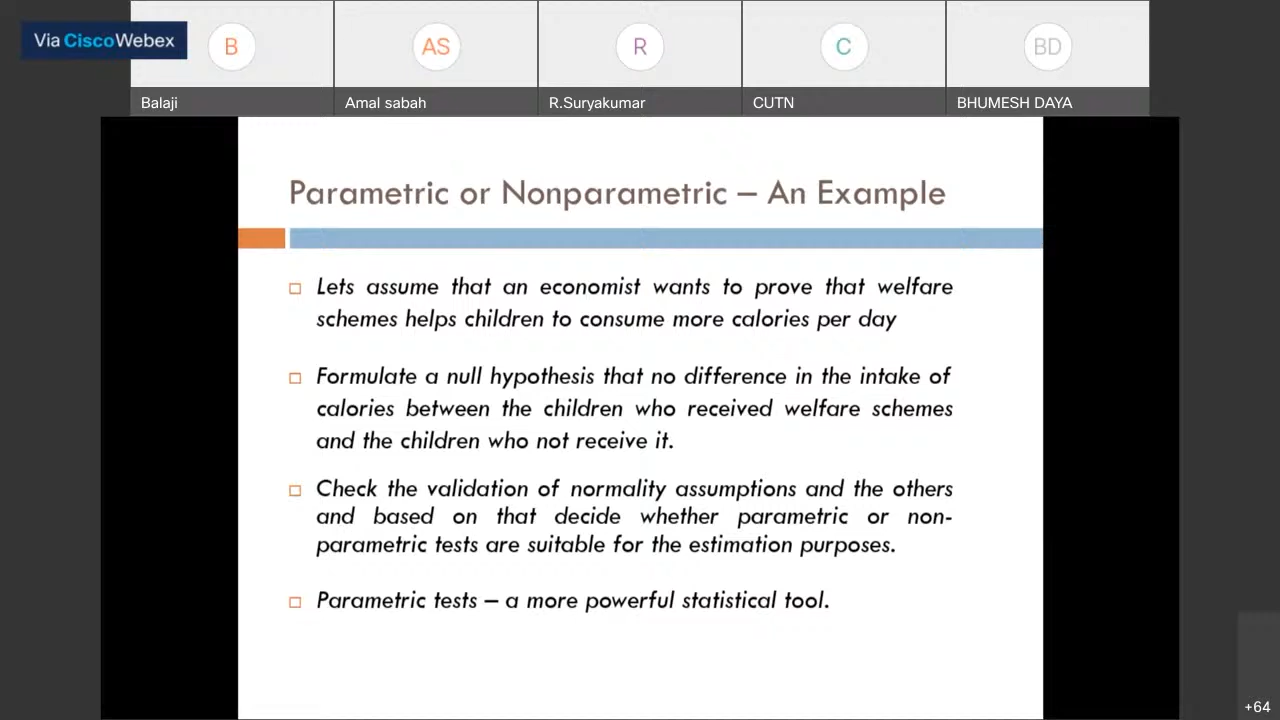 Via CiscoWebex
B
AS
R
C
BD
Balaji
Amal sabah
R.Suryakumar
CUTN
BHUMESH DAYA
Parametric or Nonparametric – An Example
Lets assume that an economist wants to prove that welfare
schemes helps children to consume more calories per day
Formulate a null hypothesis that no difference in the intake of
calories between the children who received welfare schemes
and the children who not receive it.
Check the validation of normality assumptions and the others
and based on that decide whether parametric or non-
parametric tests are suitable for the estimation purposes.
Parametric tests – a more powerful statistical tool.
+64